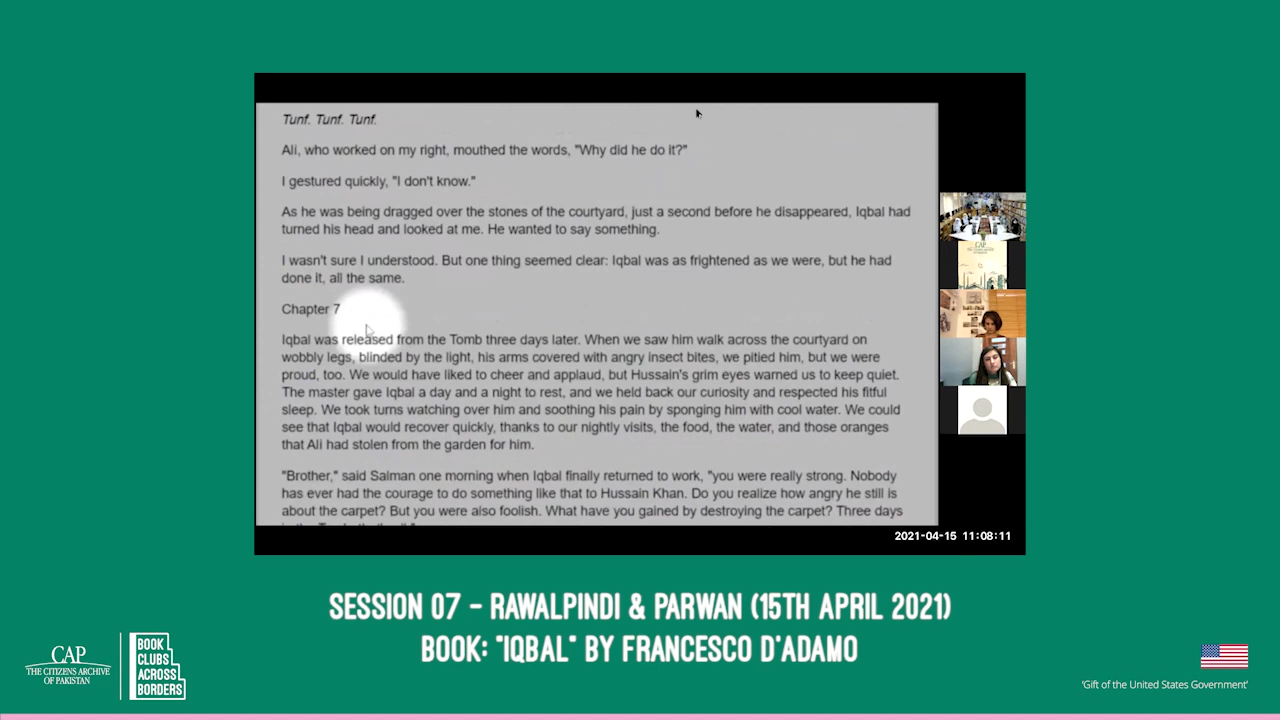 Tunf. Tunf. Tunf.
Ali, who worked on my right, mouthed the words, "Why did he do it?"
I gestured quickly, "I don't know."
As he was being dragged over the stones of the courtyard, just a second before he disappeared, Iqbal had
turned his head and looked at me. He wanted to say something.
I wasn't sure I understood. But one thing seemed clear: Iqbal was as frightened as we were, but he had
done it, all the same.
Chapter 7
Iqbal was released from the Tomb three days later. When we saw him walk across the courtyard on
wobbly legs, blinded by the light, his arms covered with angry insect bites, we pitied him, but we were
proud, too. We would have liked to cheer and applaud, but Hussain's grim eyes warned us to keep quiet.
The master gave Iqbal a day and a night to rest, and we held back our curiosity and respected his fitful
sleep. We took turns watching over him and soothing his pain by sponging him with cool water. We could
see that Iqbal would recover quickly, thanks to our nightly visits, the food, the water, and those oranges
that Ali had stolen from the garden for him.
"Brother," said Salman one morning when Iqbal finally returned to work, "you were really strong. Nobody
has ever had the courage to do something like that to Hussain Khan. Do you realize how angry he still is
about the carpet? But you were also foolish. What have you gained by destroying the carpet? Three days
CAP
2021-04-15 11:08:11
SESSION 07 - RAWALPINDI & PARWAN (15TH APRIL 2021)
BOOK: "IQBAL" BY FRANCESCO D'ADAMO
CAP
THE CITIZENS ARCHIVE
OF PAKISTAN
BOOK
CLUBS
ACROSS
BORDERS
'Gift of the United States Government'